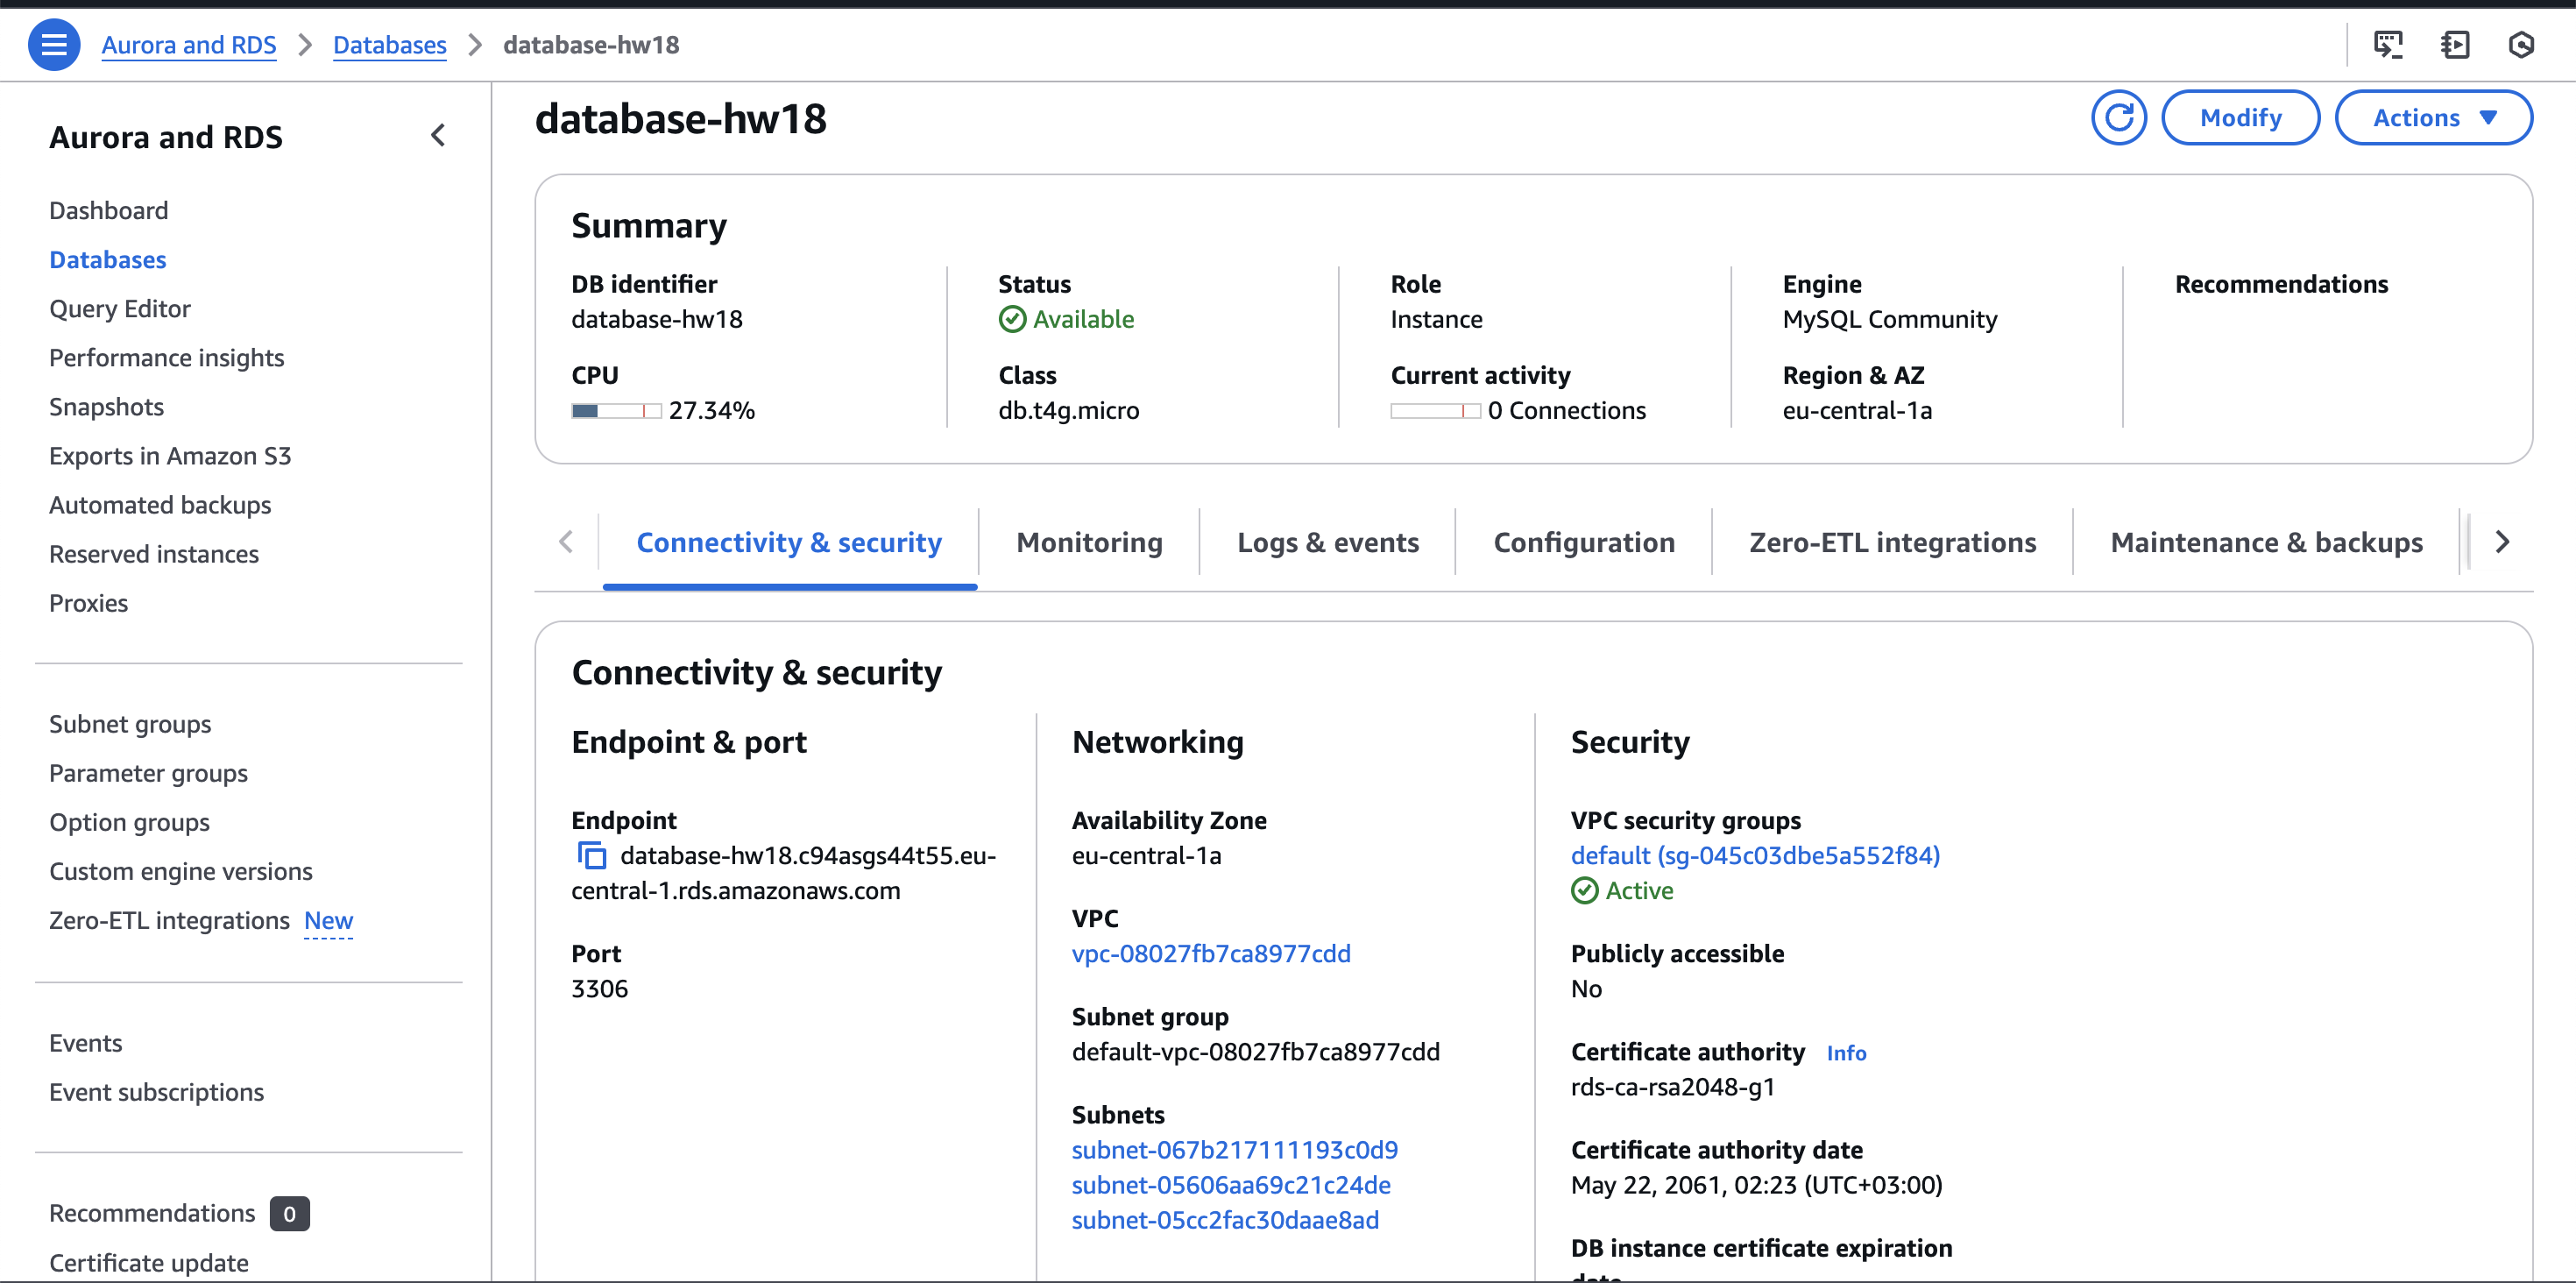 Aurora and RDS > Databases > database-hw18
Aurora and RDS
Dashboard
Databases
Query Editor
Performance insights
Snapshots
Exports in Amazon S3
Automated backups
Reserved instances
Proxies
Subnet groups
Parameter groups
Option groups
Custom engine versions
Zero-ETL integrations New
Events
Event subscriptions
Recommendations 0
Certificate update
database-hw18
Modify
Actions
Summary
DB identifier
database-hw18
CPU
27.34%
Status
Available
Class
db.t4g.micro
Role
Instance
Current activity
0 Connections
Engine
MySQL Community
Region & AZ
eu-central-1a
Recommendations
Connectivity & security
Monitoring
Logs & events
Configuration
Zero-ETL integrations
Maintenance & backups
Connectivity & security
Endpoint & port
Endpoint
database-hw18.c94asgs44t55.eu-
central-1.rds.amazonaws.com
Port
3306
Networking
Availability Zone
eu-central-1a
VPC
vpc-08027fb7ca8977cdd
Subnet group
default-vpc-08027fb7ca8977cdd
Subnets
subnet-067b217111193c0d9
subnet-05606aa69c21c24de
subnet-05cc2fac30daae8ad
Security
VPC security groups
default (sg-045c03dbe5a552f84)
Active
Publicly accessible
No
Certificate authority Info
rds-ca-rsa2048-g1
Certificate authority date
May 22, 2061, 02:23 (UTC+03:00)
DB instance certificate expiration
date